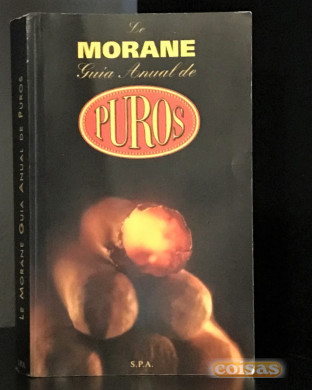 Le
MORANE
Guia Anual de
PUROS
S.P.A.
LE MORANE GUIA ANUAL DE PUROS
coisas